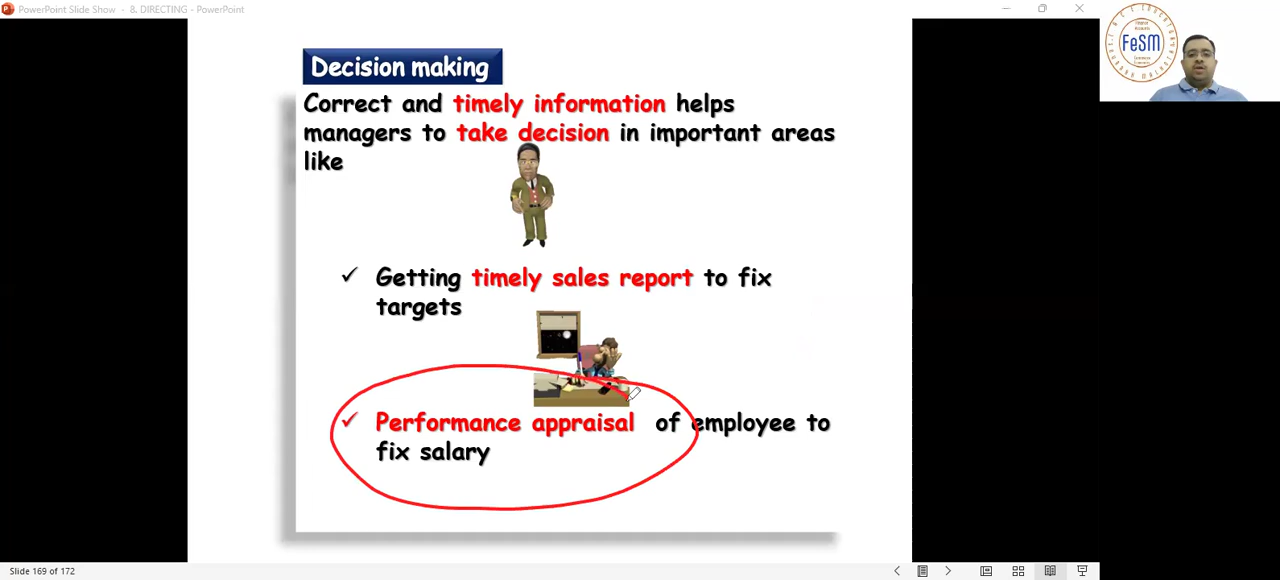 PowerPoint Slide Show - 8. DIRECTING - PowerPoint
FeSM
Decision making
Correct and timely information helps
managers to take decision in important areas
like
✓ Getting timely sales report to fix
targets
✓ Performance appraisal of employee to
fix salary
Slide 169 of 172